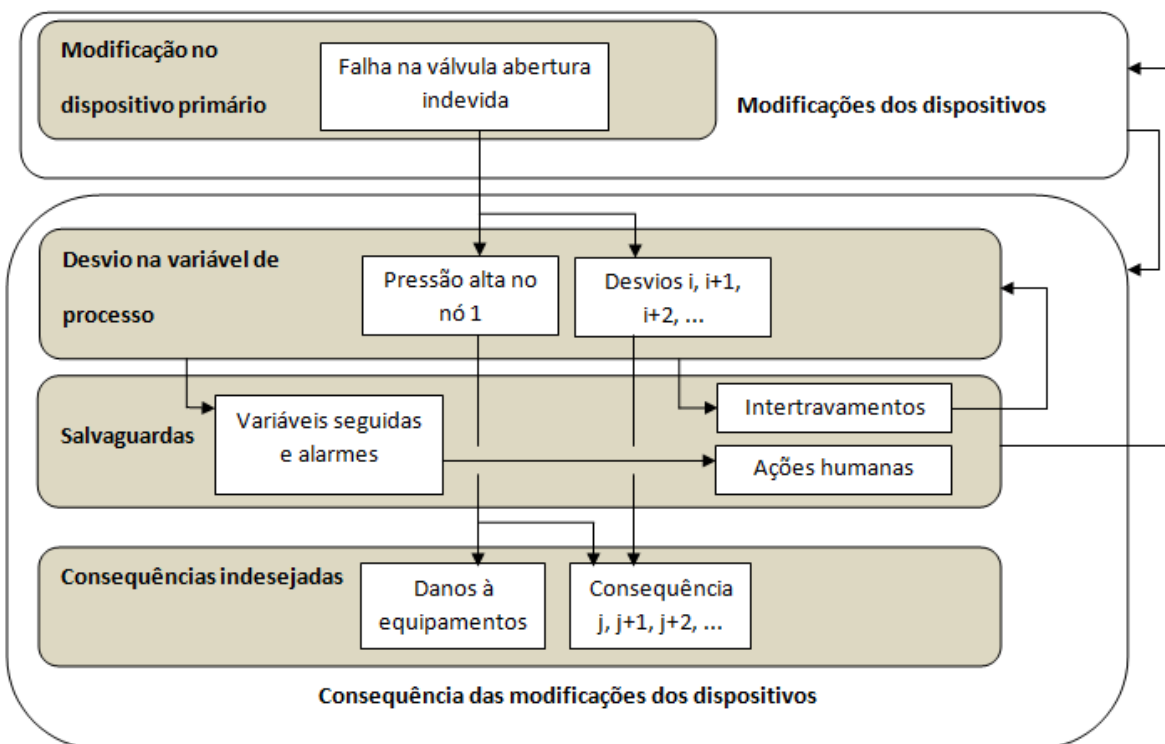 Modificação no
dispositivo primário
Falha na válvula abertura
indevida
Modificações dos dispositivos
Desvio na variável de
processo
Pressão alta no
nó 1
Desvios i, i+1,
i+2, ...
Salvaguardas
Variáveis seguidas
e alarmes
Intertravamentos
Ações humanas
Consequências indesejadas
Danos à
equipamentos
Consequência
j, j+1, j+2, ...
Consequência das modificações dos dispositivos